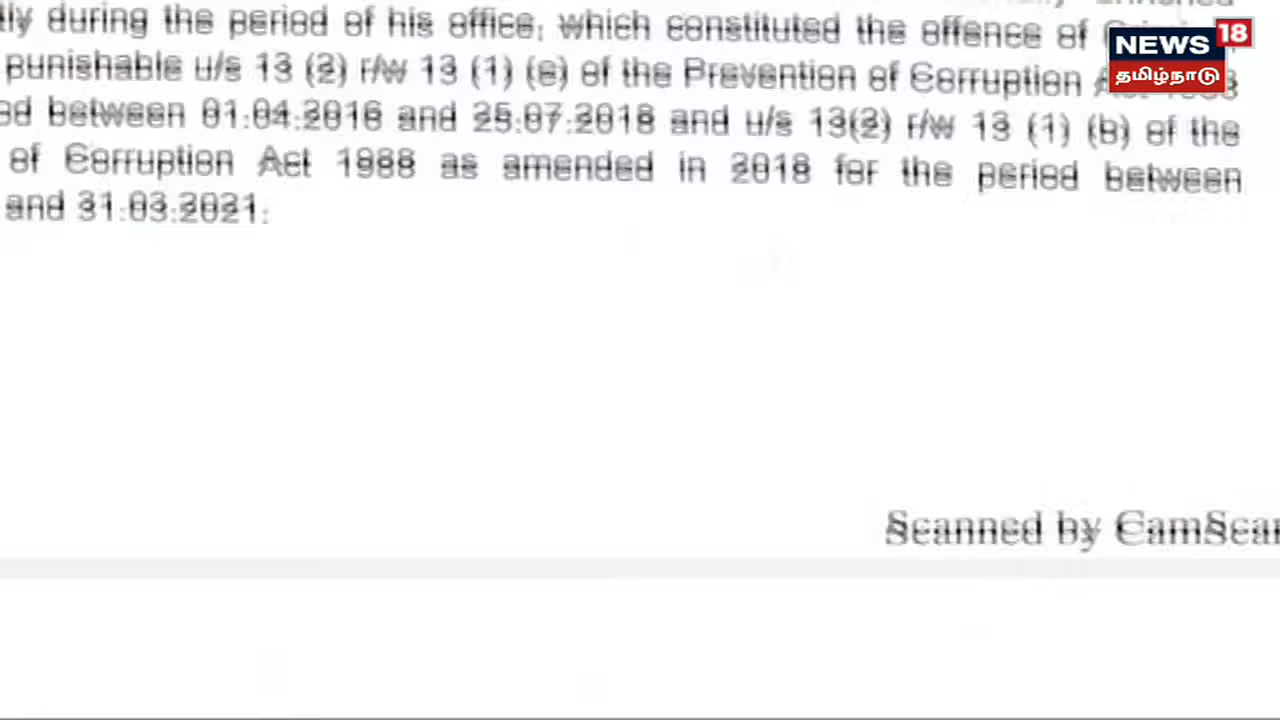 tly during the period of his office, which constituted the offence of
punishable u/s 13 (2) r/w 13 (1) (e) of the Prevention of Corruption Act 1988
ed between 01.04.2016 and 25.07.2018 and u/s 13(2) r/w 13 (1) (b) of the
of Corruption Act 1988 as amended in 2018 for the period between
and 31.03.2021.
NEWS 18
தமிழ்நாடு
Scanned by CamScan